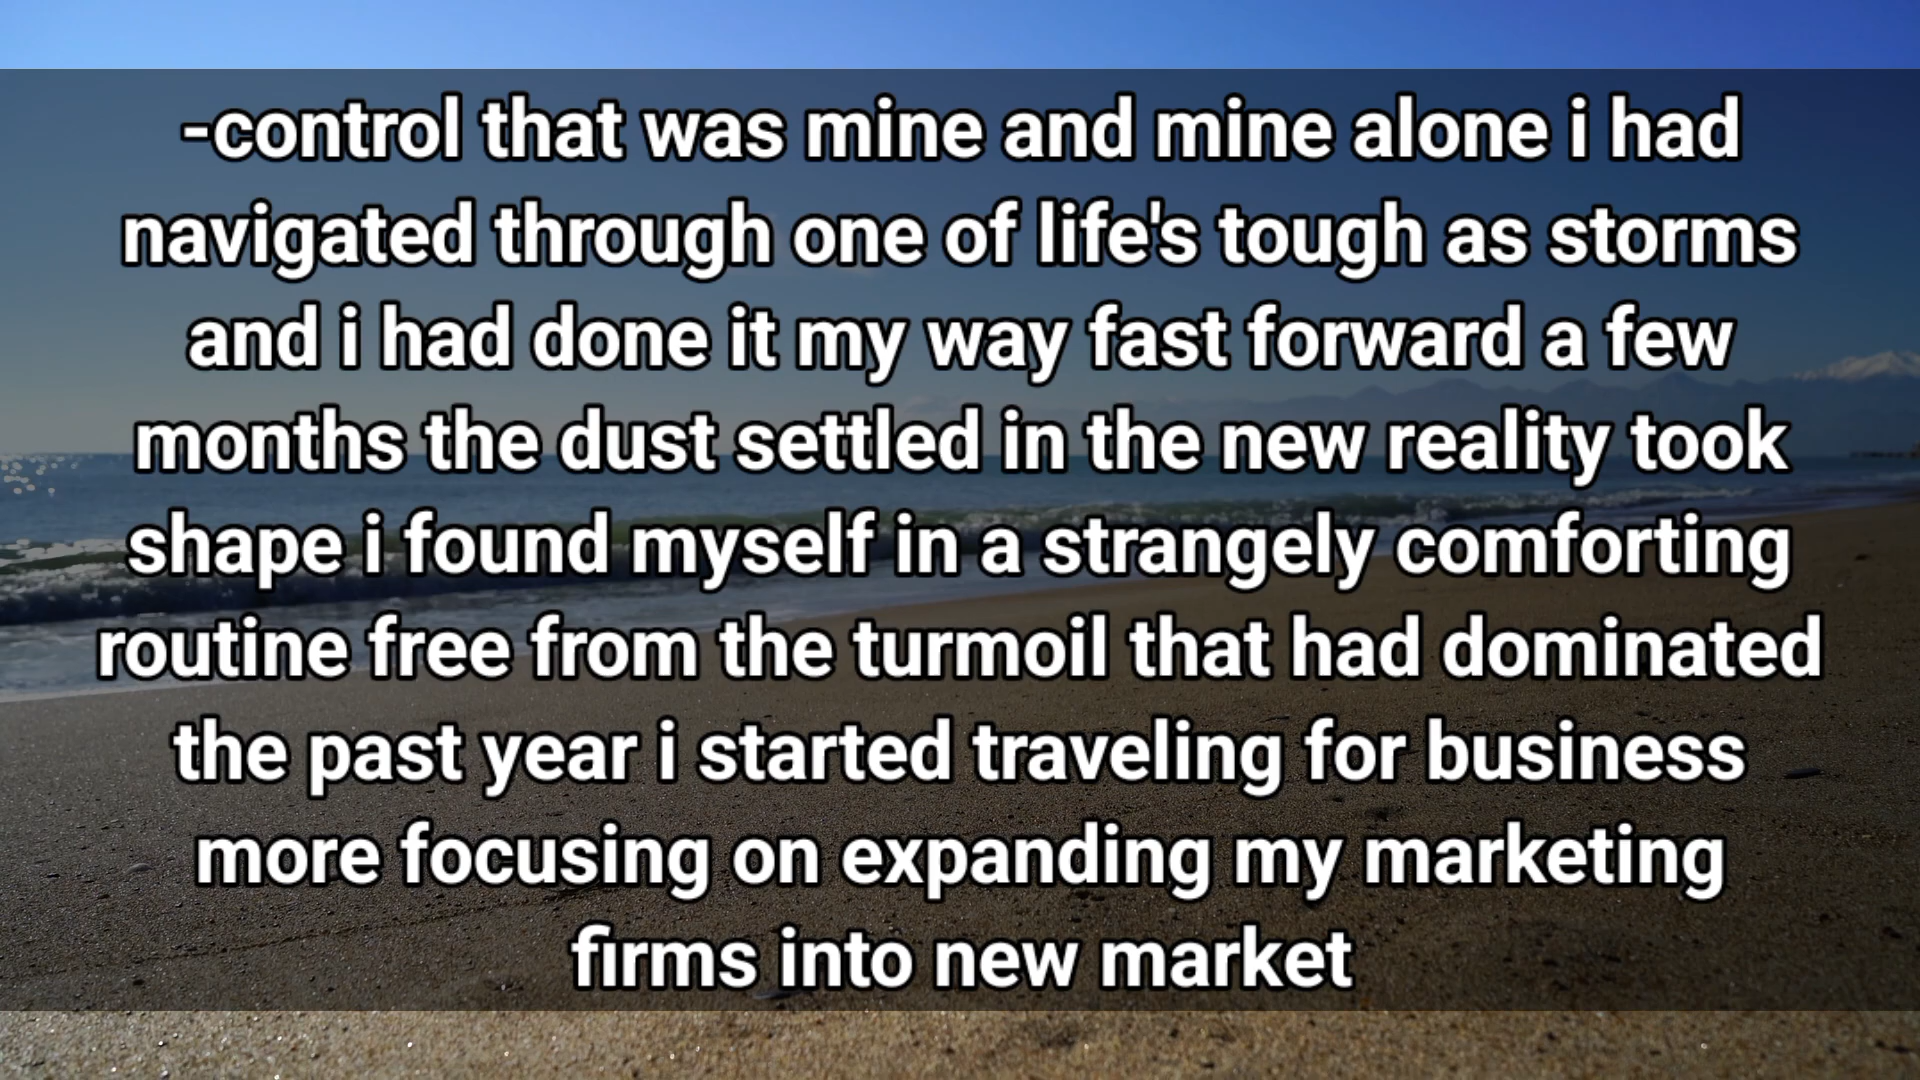 -control that was mine and mine alone i had
navigated through one of life's tough as storms
and i had done it my way fast forward a few
months the dust settled in the new reality took
shape i found myself in a strangely comforting
routine free from the turmoil that had dominated
the past year i started traveling for business
more focusing on expanding my marketing
firms into new market